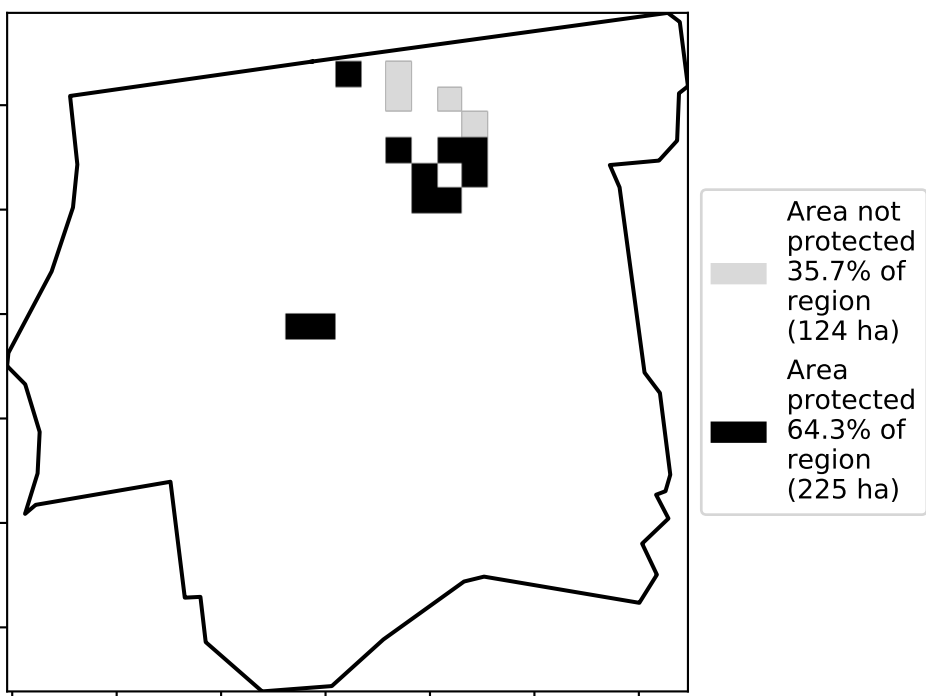 Area not
protected
35.7% of
region
(124 ha)
Area
protected
64.3% of
region
(225 ha)